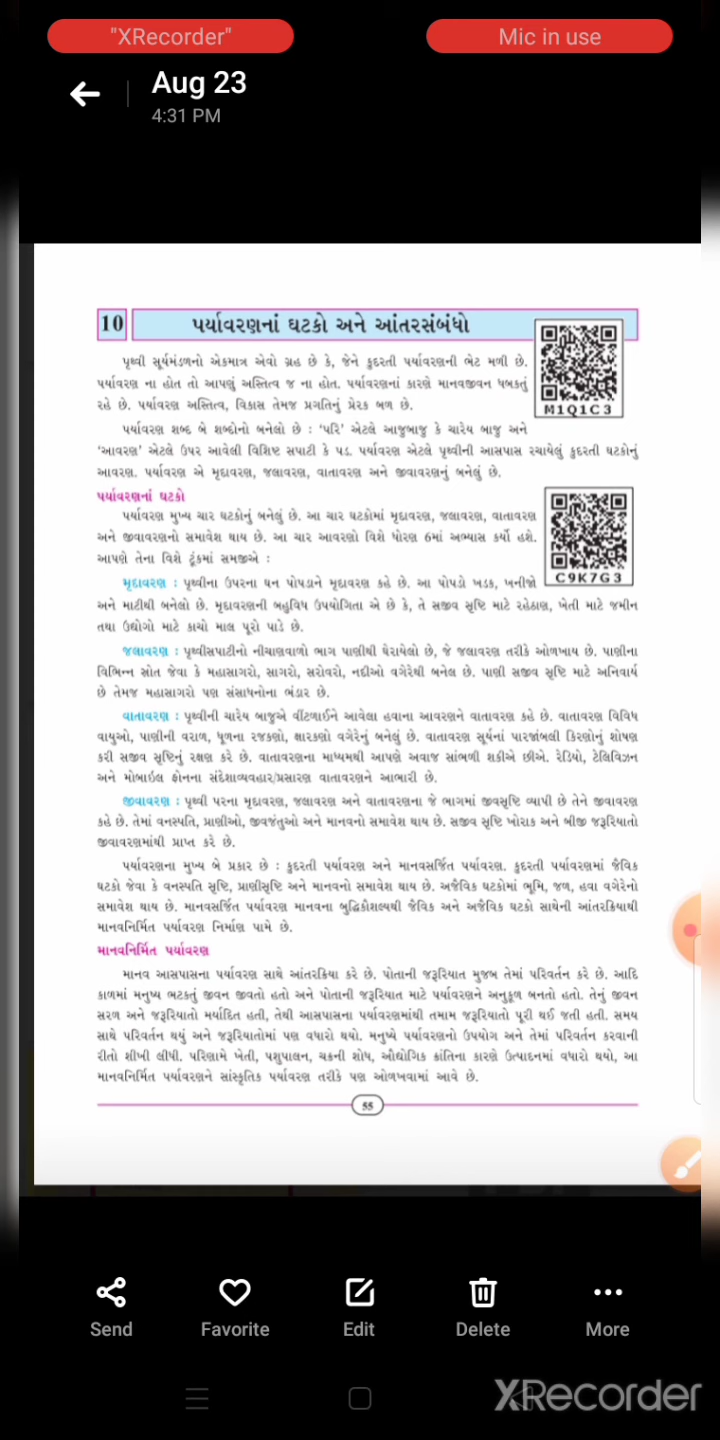 "XRecorder"
Mic in use
Aug 23
4:31 PM
10
પર્યાવરણનાં ઘટકો અને આંતરસંબંધો
પૃથ્વી સૂર્યમંડળનો એકમાત્ર એવો ગ્રહ છે કે, જેને કુદરતી પર્યાવરણની ભેટ મળી છે.
પર્યાવરણ ના હોત તો આપણું અસ્તિત્વ જ ના હોત. પર્યાવરણનાં કારણે માનવજીવન ધબકતું
રહે છે. પર્યાવરણ અસ્તિત્વ, વિકાસ તેમજ પ્રગતિનું પ્રેરક બળ છે.
M1Q1C3
પર્યાવરણ શબ્દ બે શબ્દોનો બનેલો છે : 'પરિ' એટલે આજુબાજુ કે ચારેય બાજુ અને
'આવરણ' એટલે ઉપર આવેલી વિશિષ્ટ સપાટી કે પડ. પર્યાવરણ એટલે પૃથ્વીની આસપાસ રચાયેલું કુદરતી ઘટકોનું
આવરણ. પર્યાવરણ એ મૃદાવરણ, જલાવરણ, વાતાવરણ અને જીવાવરણનું બનેલું છે.
પર્યાવરણનાં ઘટકો
પર્યાવરણ મુખ્ય ચાર ઘટકોનું બનેલું છે. આ ચાર ઘટકોમાં મૃદાવરણ, જલાવરણ, વાતાવરણ
અને જીવાવરણનો સમાવેશ થાય છે. આ ચાર આવરણો વિશે ધોરણ 6માં અભ્યાસ કર્યો હશે.
આપણે તેના વિશે ટૂંકમાં સમજીએ :
C9K7G3
મૃદાવરણ : પૃથ્વીના ઉપરના ઘન પોપડાને મૃદાવરણ કહે છે. આ પોપડો ખડક, ખનીજો
અને માટીથી બનેલો છે. મૃદાવરણની બહુવિધ ઉપયોગિતા એ છે કે, તે સજીવ સૃષ્ટિ માટે રહેઠાણ, ખેતી માટે જમીન
તથા ઉદ્યોગો માટે કાચો માલ પૂરો પાડે છે.
જલાવરણ : પૃથ્વીસપાટીનો નીચાણવાળો ભાગ પાણીથી ઘેરાયેલો છે, જે જલાવરણ તરીકે ઓળખાય છે. પાણીના
વિભિન્ન સ્રોત જેવા કે મહાસાગરો, સાગરો, સરોવરો, નદીઓ વગેરેથી બનેલ છે. પાણી સજીવ સૃષ્ટિ માટે અનિવાર્ય
છે તેમજ મહાસાગરો પણ સંસાધનોના ભંડાર છે.
વાતાવરણ : પૃથ્વીની ચારેય બાજુએ વીંટળાઈને આવેલા હવાના આવરણને વાતાવરણ કહે છે. વાતાવરણ વિવિધ
વાયુઓ, પાણીની વરાળ, ધૂળના રજકણો, ક્ષારકણો વગેરેનું બનેલું છે. વાતાવરણ સૂર્યનાં પારજાંબલી કિરણોનું શોષણ
કરી સજીવ સૃષ્ટિનું રક્ષણ કરે છે. વાતાવરણના માધ્યમથી આપણે અવાજ સાંભળી શકીએ છીએ. રેડિયો, ટેલિવિઝન
અને મોબાઇલ ફોનના સંદેશાવ્યવહાર/પ્રસારણ વાતાવરણને આભારી છે.
જીવાવરણ : પૃથ્વી પરના મૃદાવરણ, જલાવરણ અને વાતાવરણના જે ભાગમાં જીવસૃષ્ટિ વ્યાપી છે તેને જીવાવરણ
કહે છે. તેમાં વનસ્પતિ, પ્રાણીઓ, જીવજંતુઓ અને માનવનો સમાવેશ થાય છે. સજીવ સૃષ્ટિ ખોરાક અને બીજી જરૂરિયાતો
જીવાવરણમાંથી પ્રાપ્ત કરે છે.
પર્યાવરણના મુખ્ય બે પ્રકાર છે : કુદરતી પર્યાવરણ અને માનવસર્જિત પર્યાવરણ. કુદરતી પર્યાવરણમાં જૈવિક
ઘટકો જેવા કે વનસ્પતિ સૃષ્ટિ, પ્રાણીસૃષ્ટિ અને માનવનો સમાવેશ થાય છે. અજૈવિક ઘટકોમાં ભૂમિ, જળ, હવા વગેરેનો
સમાવેશ થાય છે. માનવસર્જિત પર્યાવરણ માનવના બુદ્ધિકૌશલ્યથી જૈવિક અને અજૈવિક ઘટકો સાથેની આંતરક્રિયાથી
માનવનિર્મિત પર્યાવરણ નિર્માણ પામે છે.
માનવનિર્મિત પર્યાવરણ
માનવ આસપાસના પર્યાવરણ સાથે આંતરક્રિયા કરે છે. પોતાની જરૂરિયાત મુજબ તેમાં પરિવર્તન કરે છે. આદિ
કાળમાં મનુષ્ય ભટકતું જીવન જીવતો હતો અને પોતાની જરૂરિયાત માટે પર્યાવરણને અનુકૂળ બનતો હતો. તેનું જીવન
સરળ અને જરૂરિયાતો મર્યાદિત હતી, તેથી આસપાસના પર્યાવરણમાંથી તમામ જરૂરિયાતો પૂરી થઈ જતી હતી. સમય
સાથે પરિવર્તન થયું અને જરૂરિયાતોમાં પણ વધારો થયો. મનુષ્યે પર્યાવરણનો ઉપયોગ અને તેમાં પરિવર્તન કરવાની
રીતો શીખી લીધી. પરિણામે ખેતી, પશુપાલન, ચક્રની શોધ, ઔદ્યોગિક ક્રાંતિના કારણે ઉત્પાદનમાં વધારો થયો, આ
માનવનિર્મિત પર્યાવરણને સાંસ્કૃતિક પર્યાવરણ તરીકે પણ ઓળખવામાં આવે છે.
55
Send
Favorite
Edit
Delete
More
XRecorder